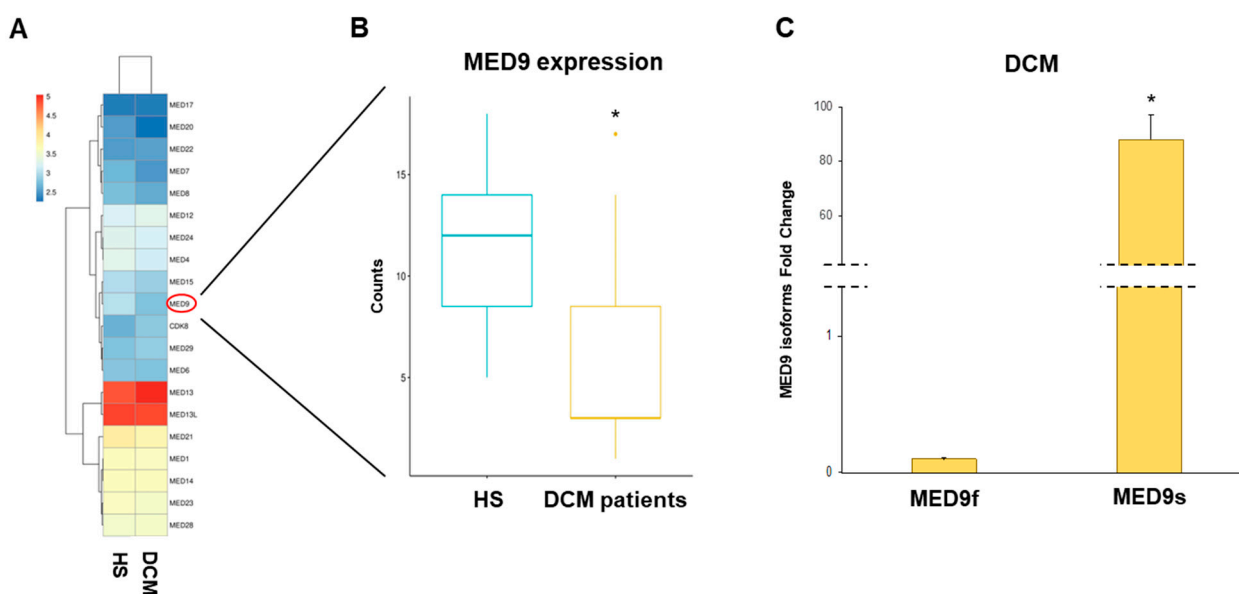 A
5
4.5
4
3.5
3
2.5
MED17
MED20
MED22
MED7
MED8
MED12
MED24
MED4
MED15
MED9
CDK8
MED29
MED6
MED13
MED13L
MED21
MED1
MED14
MED23
MED28
HS
DCM
B
MED9 expression
*
Counts
15
10
5
HS
DCM patients
C
DCM
*
MED9 isoforms Fold Change
100
80
60
1
0
MED9f
MED9s